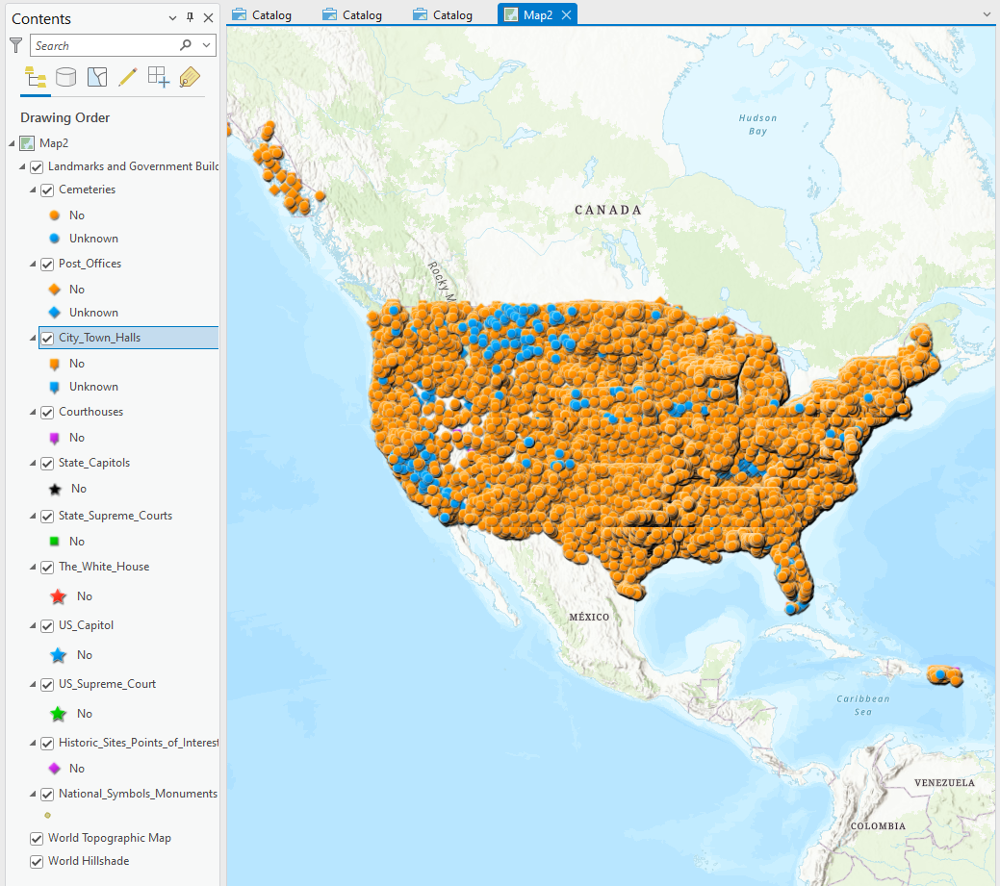 Contents
Search
Drawing Order
Map2
Landmarks and Government Build
Cemeteries
No
Unknown
Post_Offices
No
Unknown
City_Town_Halls
No
Unknown
Courthouses
No
State_Capitols
No
State_Supreme_Courts
No
The_White_House
No
US_Capitol
No
US_Supreme_Court
No
Historic_Sites_Points_of_Interest
No
National_Symbols_Monuments
World Topographic Map
World Hillshade
Catalog Catalog Catalog Map2
Hudson
Bay
CANADA
Rocky M
MÉXICO
Caribbean
Sea
VENEZUELA
COLOMBIA